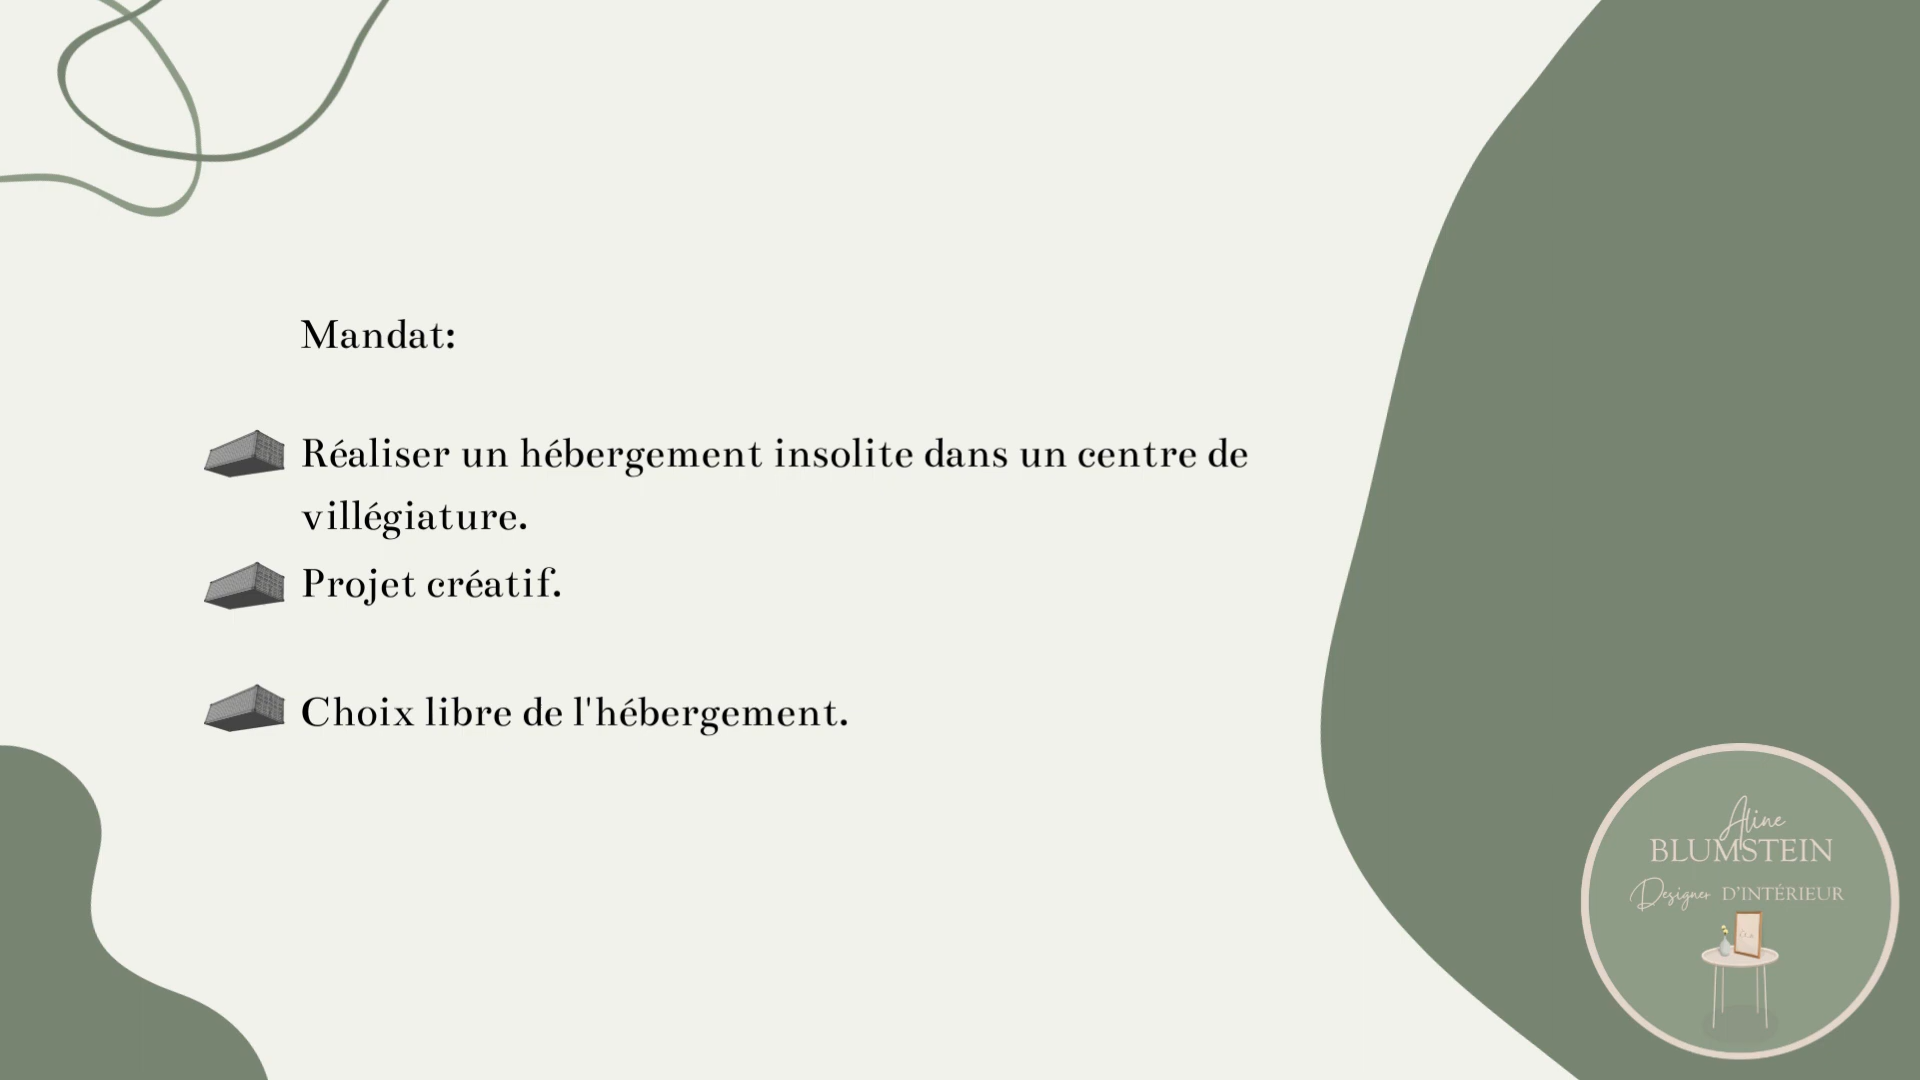 Mandat:
Réaliser un hébergement insolite dans un centre de
villégiature.
Projet créatif.
Choix libre de l'hébergement.
Aline
BLUMSTEIN
Designer D'INTÉRIEUR